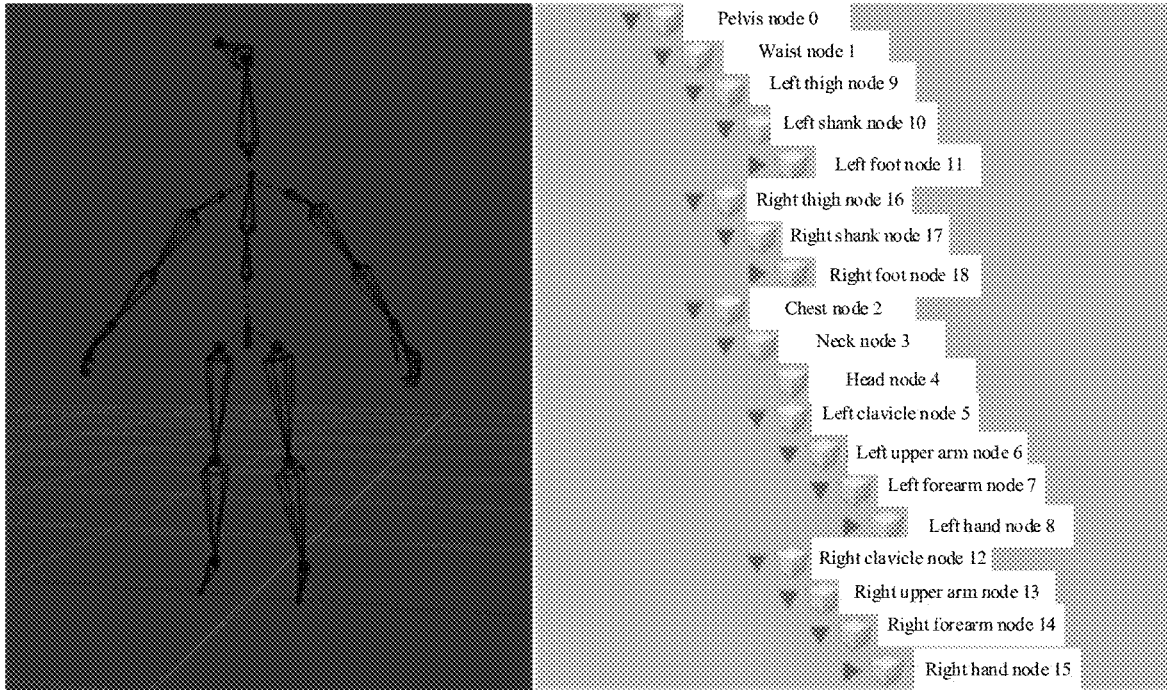 Pelvis node 0
Waist node 1
Left thigh node 9
Left shank node 10
Left foot node 11
Right thigh node 16
Right shank node 17
Right foot node 18
Chest node 2
Neck node 3
Head node 4
Left clavicle node 5
Left upper arm node 6
Left forearm node 7
Left hand node 8
Right clavicle node 12
Right upper arm node 13
Right forearm node 14
Right hand node 15